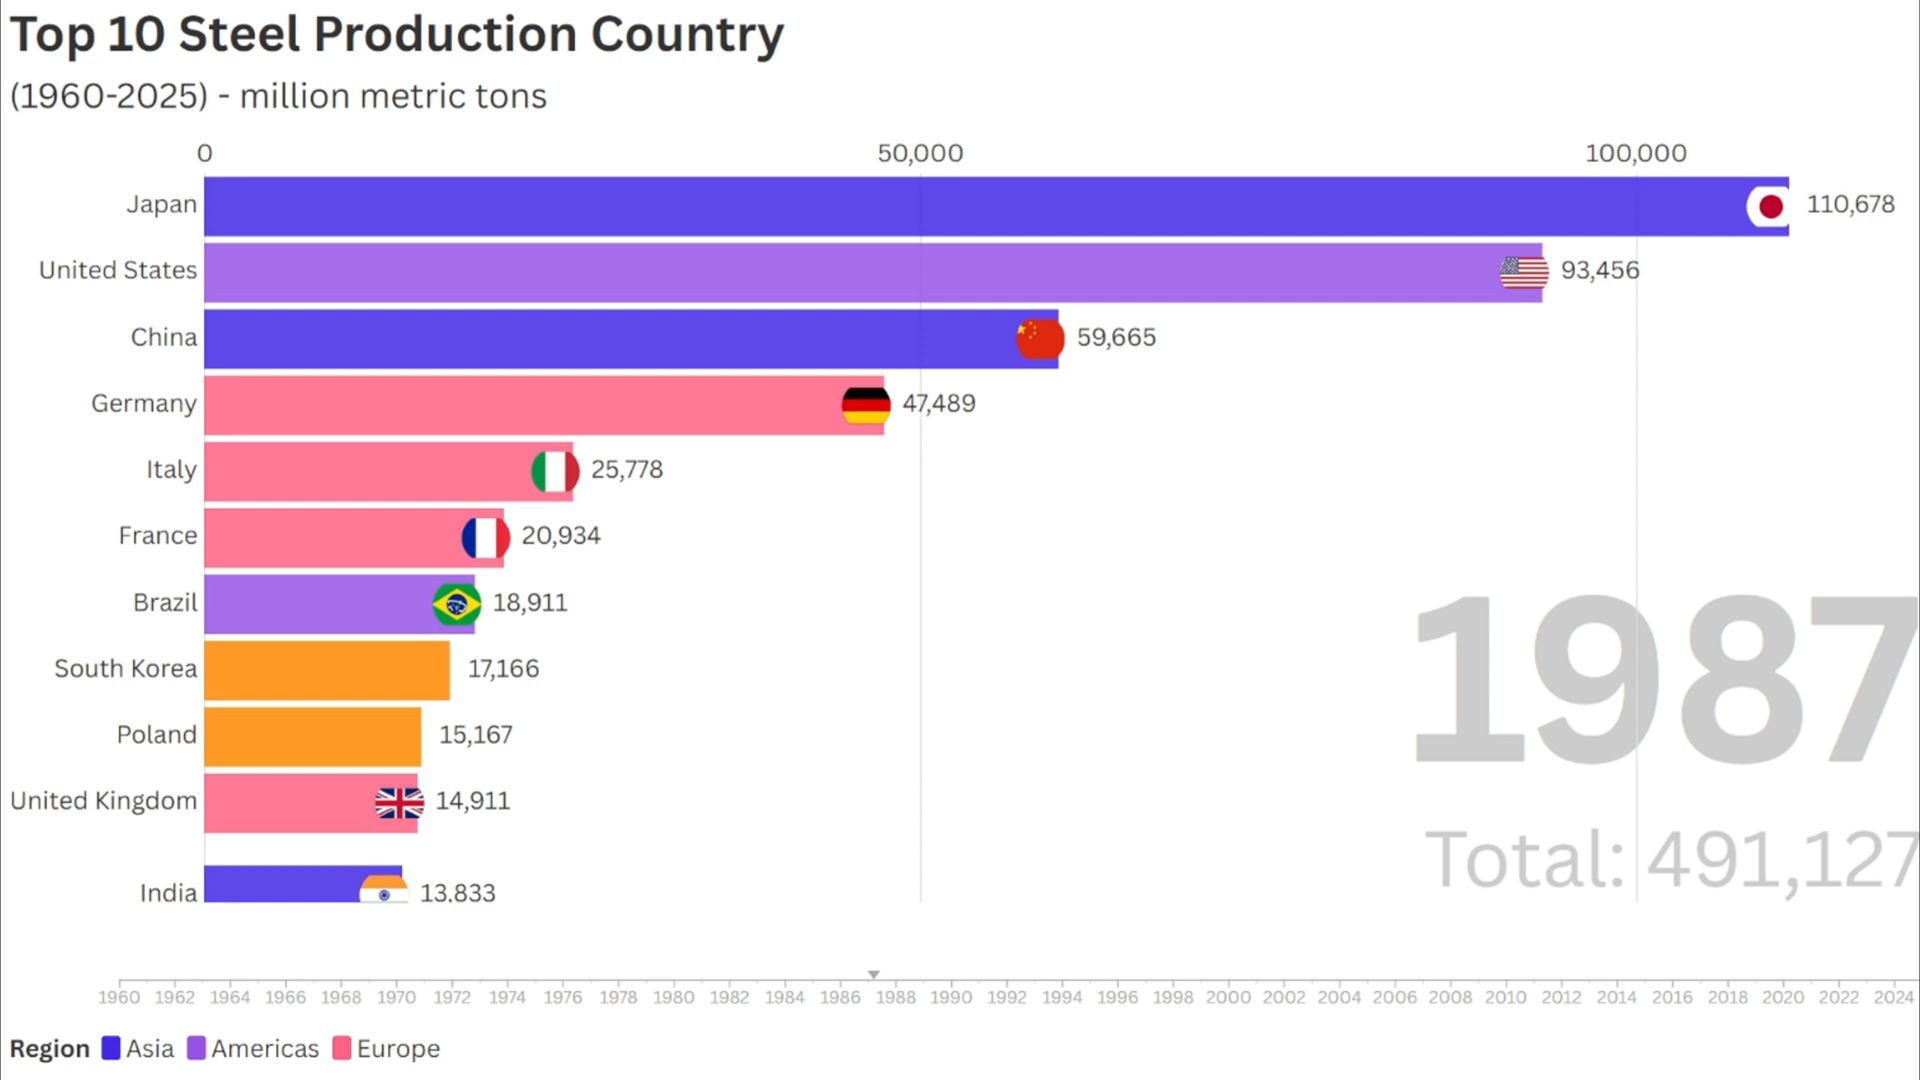 Top 10 Steel Production Country
(1960-2025) - million metric tons
0 50,000 100,000
Japan 110,678
United States 93,456
China 59,665
Germany 47,489
Italy 25,778
France 20,934
Brazil 18,911
South Korea 17,166
Poland 15,167
United Kingdom 14,911
India 13,833
1987
Total: 491,127
1960 1962 1964 1966 1968 1970 1972 1974 1976 1978 1980 1982 1984 1986 1988 1990 1992 1994 1996 1998 2000 2002 2004 2006 2008 2010 2012 2014 2016 2018 2020 2022 2024
Region Asia Americas Europe